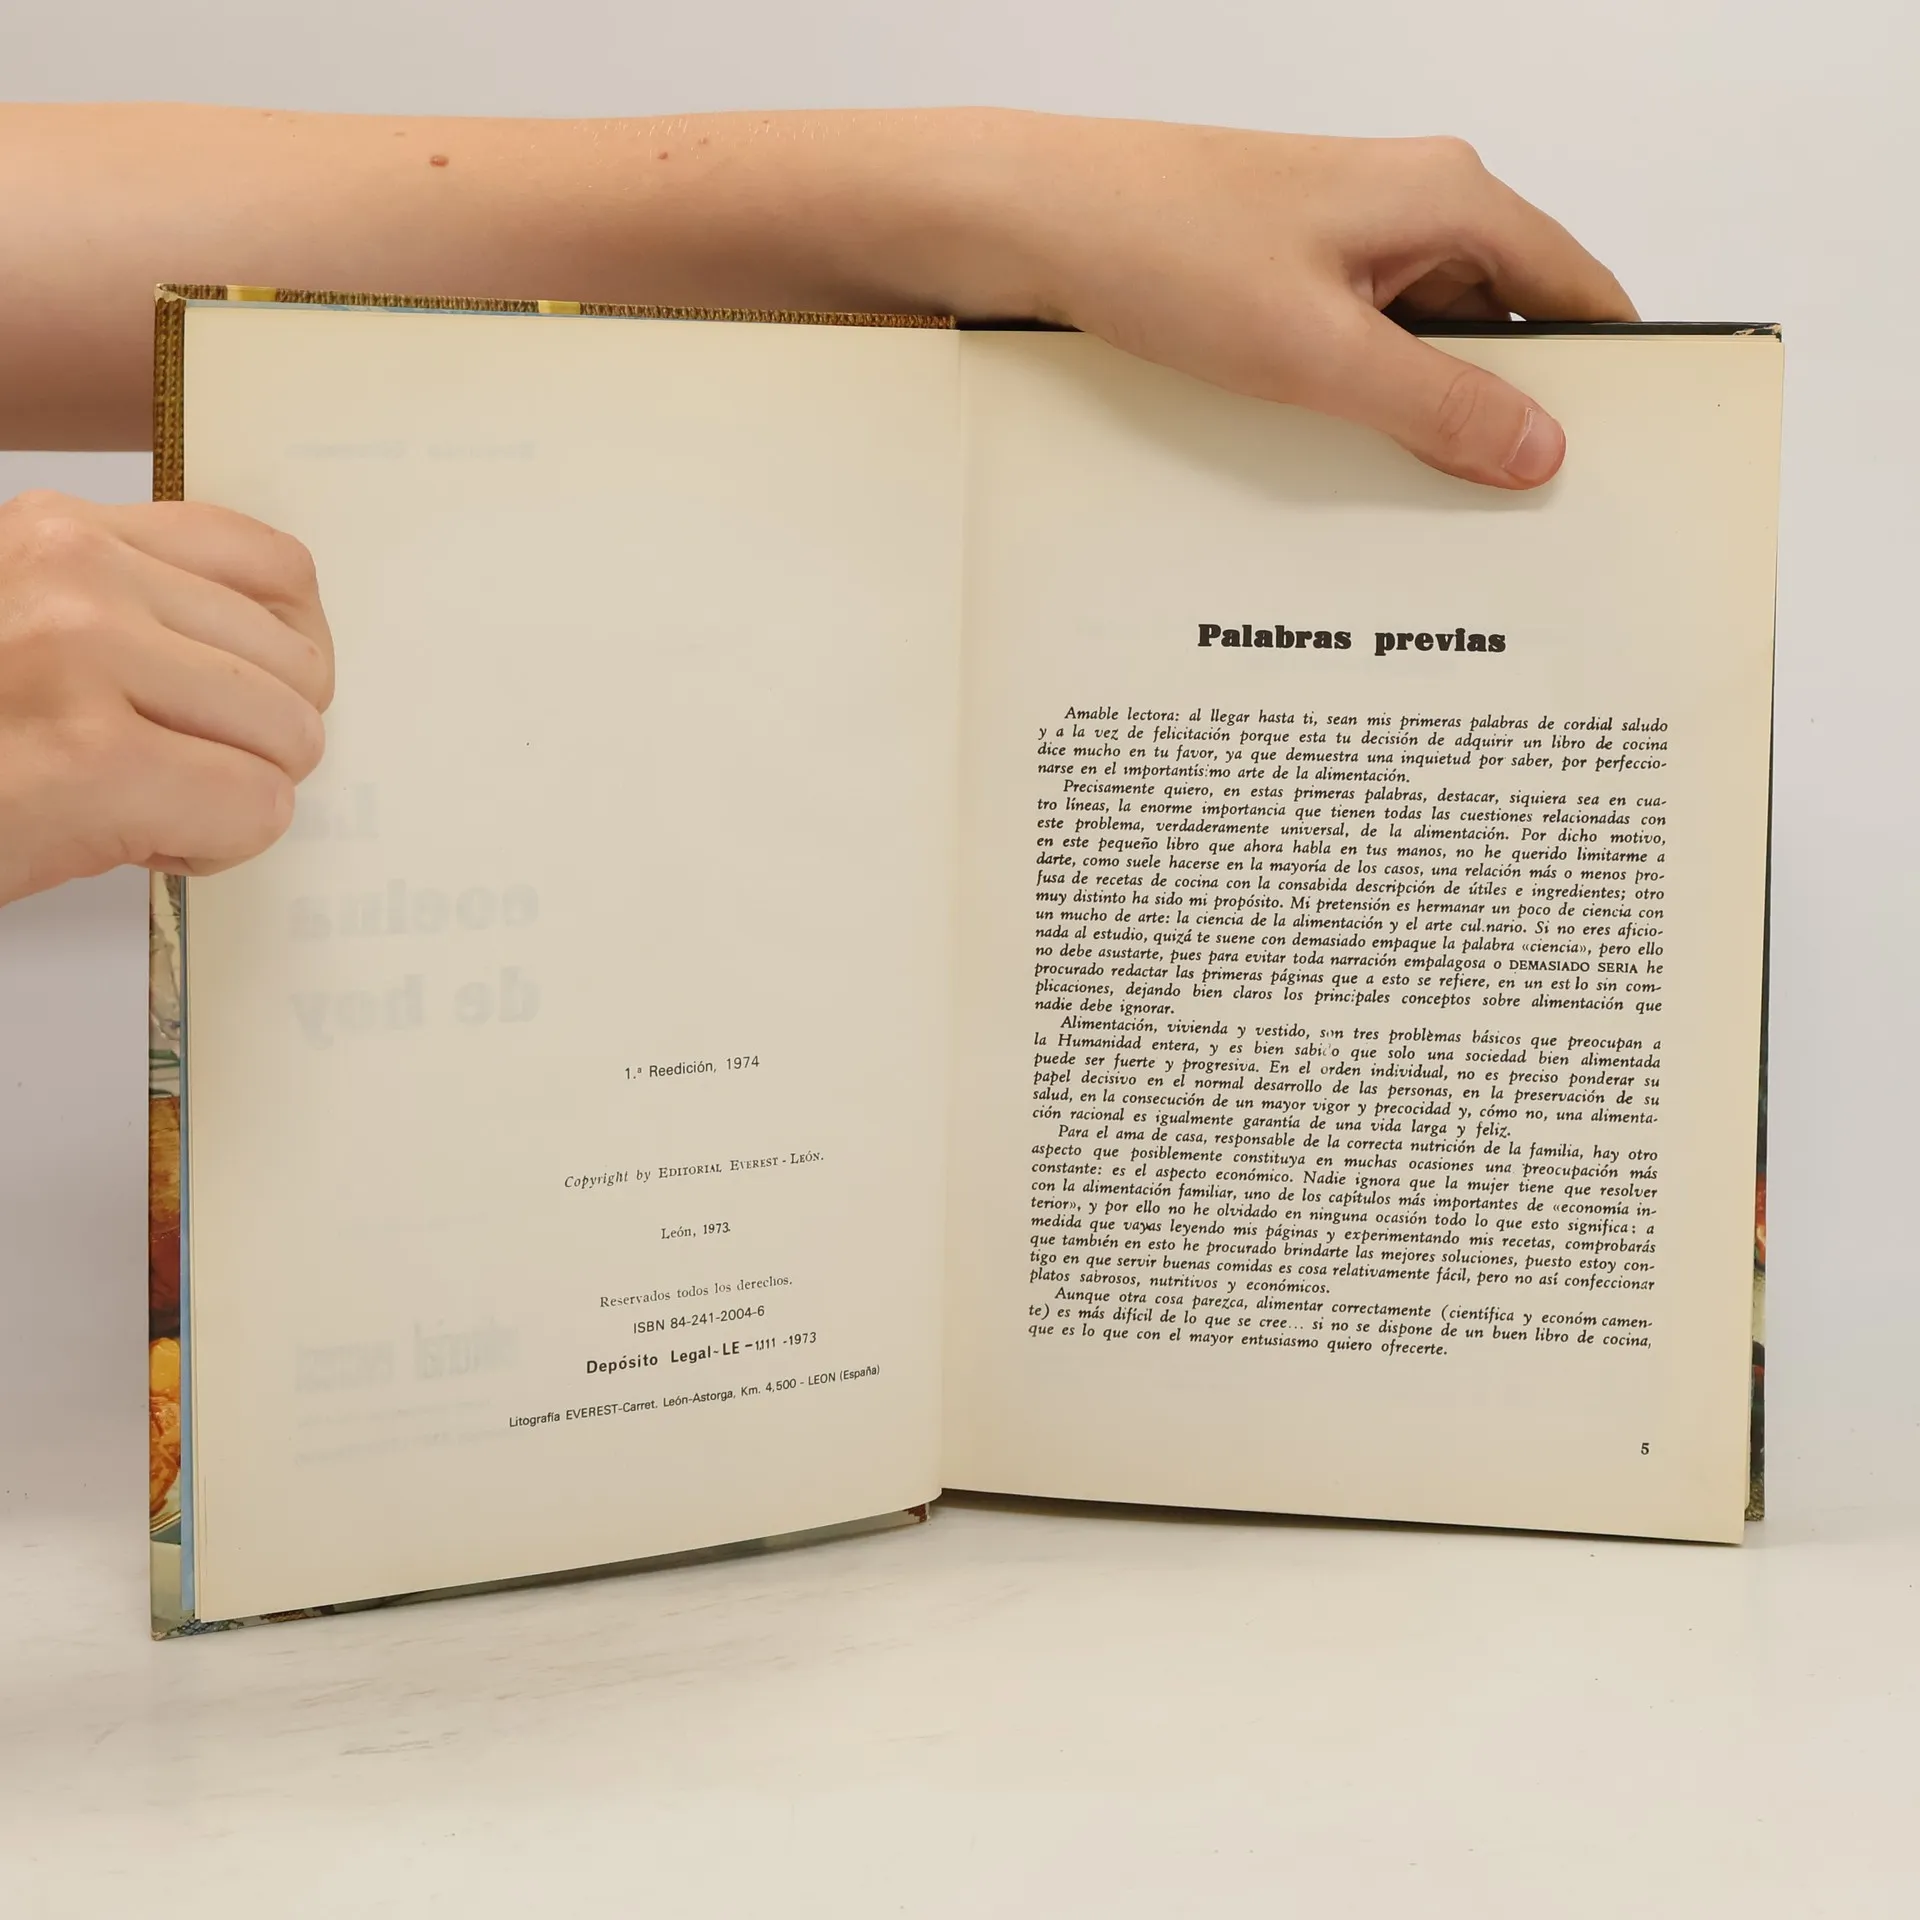 1.ª Reedición, 1974
Copyright by EDITORIAL EVEREST - LEÓN.
León, 1973.
Reservados todos los derechos.
ISBN 84-241-2004-6
Depósito Legal-LE -1.111 -1973
Litografía EVEREST-Carret. León-Astorga, Km. 4,500 - LEON (España)
Palabras previas
Amable lectora: al llegar hasta ti, sean mis primeras palabras de cordial saludo
y a la vez de felicitación porque esta tu decisión de adquirir un libro de cocina
dice mucho en tu favor, ya que demuestra una inquietud por saber, por perfeccio-
narse en el importantísimo arte de la alimentación.
Precisamente quiero, en estas primeras palabras, destacar, siquiera sea en cua-
tro líneas, la enorme importancia que tienen todas las cuestiones relacionadas con
este problema, verdaderamente universal, de la alimentación. Por dicho motivo,
en este pequeño libro que ahora habla en tus manos, no he querido limitarme a
darte, como suele hacerse en la mayoría de los casos, una relación más o menos pro-
fusa de recetas de cocina con la consabida descripción de útiles e ingredientes; otro
muy distinto ha sido mi propósito. Mi pretensión es hermanar un poco de ciencia con
un mucho de arte: la ciencia de la alimentación y el arte cul.nario. Si no eres aficio-
nada al estudio, quizá te suene con demasiado empaque la palabra «ciencia», pero ello
no debe asustarte, pues para evitar toda narración empalagosa o DEMASIADO SERIA he
procurado redactar las primeras páginas que a esto se refiere, en un est lo sin com-
plicaciones, dejando bien claros los principales conceptos sobre alimentación que
nadie debe ignorar.
Alimentación, vivienda y vestido, son tres problemas básicos que preocupan a
la Humanidad entera, y es bien sabido que solo una sociedad bien alimentada
puede ser fuerte y progresiva. En el orden individual, no es preciso ponderar su
papel decisivo en el normal desarrollo de las personas, en la preservación de su
salud, en la consecución de un mayor vigor y precocidad y, cómo no, una alimenta-
ción racional es igualmente garantía de una vida larga y feliz.
Para el ama de casa, responsable de la correcta nutrición de la familia, hay otro
aspecto que posiblemente constituya en muchas ocasiones una preocupación más
constante: es el aspecto económico. Nadie ignora que la mujer tiene que resolver
con la alimentación familiar, uno de los capítulos más importantes de «economía in-
terior», y por ello no he olvidado en ninguna ocasión todo lo que esto significa: a
medida que vayas leyendo mis páginas y experimentando mis recetas, comprobarás
que también en esto he procurado brindarte las mejores soluciones, puesto estoy con-
tigo en que servir buenas comidas es cosa relativamente fácil, pero no así confeccionar
platos sabrosos, nutritivos y económicos.
Aunque otra cosa parezca, alimentar correctamente (científica y económ camen-
te) es más difícil de lo que se cree... si no se dispone de un buen libro de cocina,
que es lo que con el mayor entusiasmo quiero ofrecerte.
5